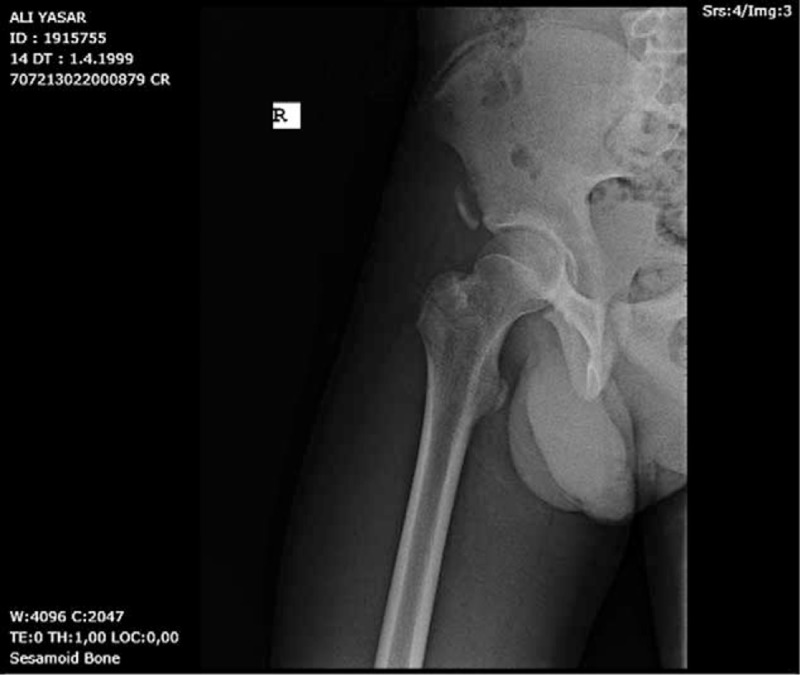 ALI YASAR
ID : 1915755
14 DT : 1.4.1999
707213022000879 CR
Srs:4/Img:3
R
W:4096 C:2047
TE:0 TH:1,00 LOC:0,00
Sesamoid Bone